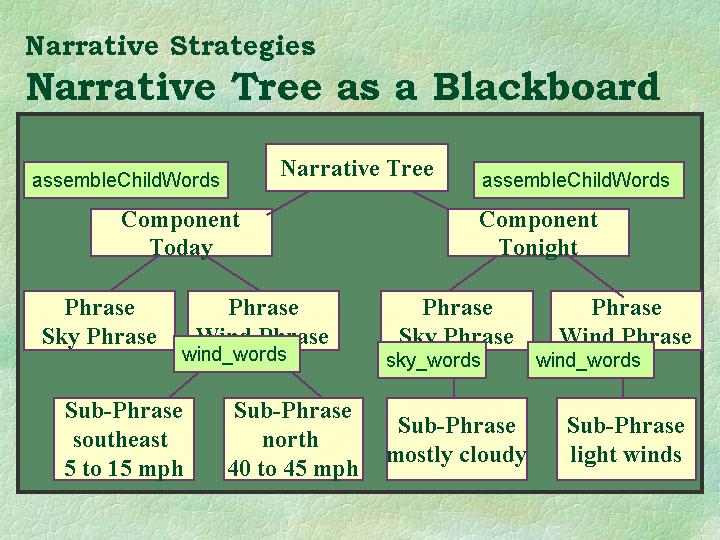 Narrative Strategies
Narrative Tree as a Blackboard
Narrative Tree
assembleChildWords
assembleChildWords
Component
Today
Component
Tonight
Phrase
Sky Phrase
Phrase
Wind Phrase
Phrase
Sky Phrase
Phrase
Wind Phrase
wind_words
sky_words
wind_words
Sub-Phrase
southeast
5 to 15 mph
Sub-Phrase
north
40 to 45 mph
Sub-Phrase
mostly cloudy
Sub-Phrase
light winds